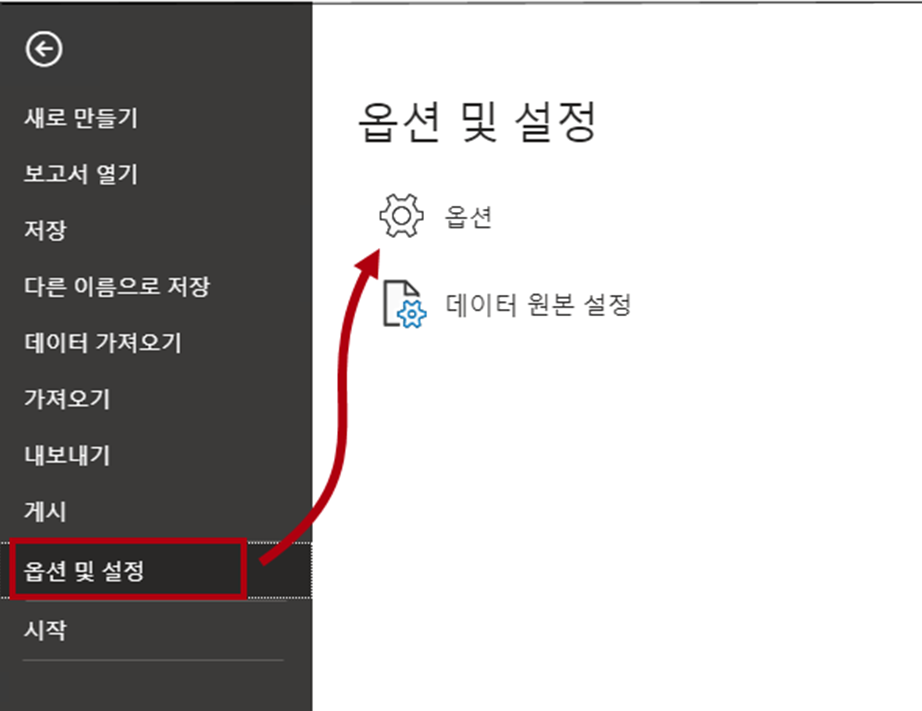 새로 만들기
보고서 열기
저장
다른 이름으로 저장
데이터 가져오기
가져오기
내보내기
게시
옵션 및 설정
시작
옵션 및 설정
옵션
데이터 원본 설정